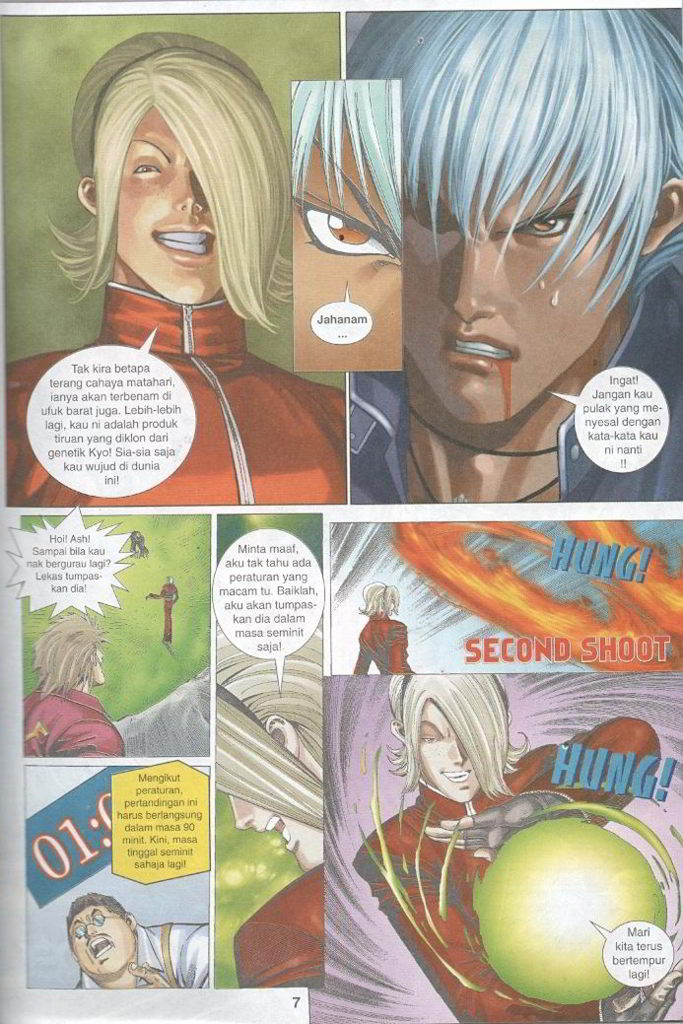 Tak kira betapa
terang cahaya matahari,
ianya akan terbenam di
ufuk barat juga. Lebih-lebih
lagi, kau ni adalah produk
tiruan yang diklon dari
genetik Kyo! Sia-sia saja
kau wujud di dunia
ini!
Jahanam
...
Ingat!
Jangan kau
pulak yang me-
nyesal dengan
kata-kata kau
ni nanti
!!
Hoi! Ash!
Sampai bila kau
nak bergurau lagi?
Lekas tumpas-
kan dia!
Mengikut
peraturan,
pertandingan ini
harus berlangsung
dalam masa 90
minit. Kini, masa
tinggal seminit
sahaja lagi!
01:0
Minta maaf,
aku tak tahu ada
peraturan yang
macam tu. Baiklah,
aku akan tumpas-
kan dia dalam
masa seminit
saja!
HUNG!
SECOND SHOOT
HUNG!
Mari
kita terus
bertempur
lagi!
7